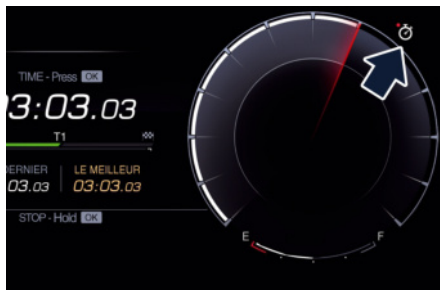 TIME - Press OK
3:03.03
T1
DERNIER LE MEILLEUR
03.03 03:03.03
STOP - Hold OK
E F